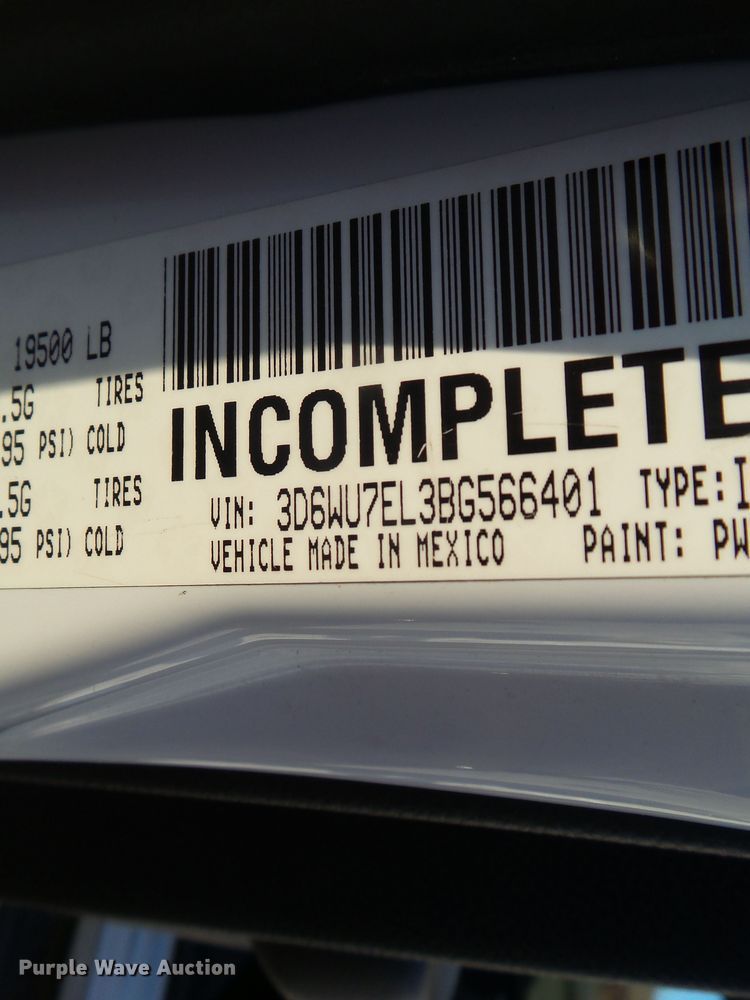 19500 LB
.5G TIRES
95 PSI) COLD
.5G TIRES
95 PSI) COLD
INCOMPLETE
VIN: 3D6WU7EL3BG566401 TYPE:
VEHICLE MADE IN MEXICO PAINT: PW
Purple Wave Auction